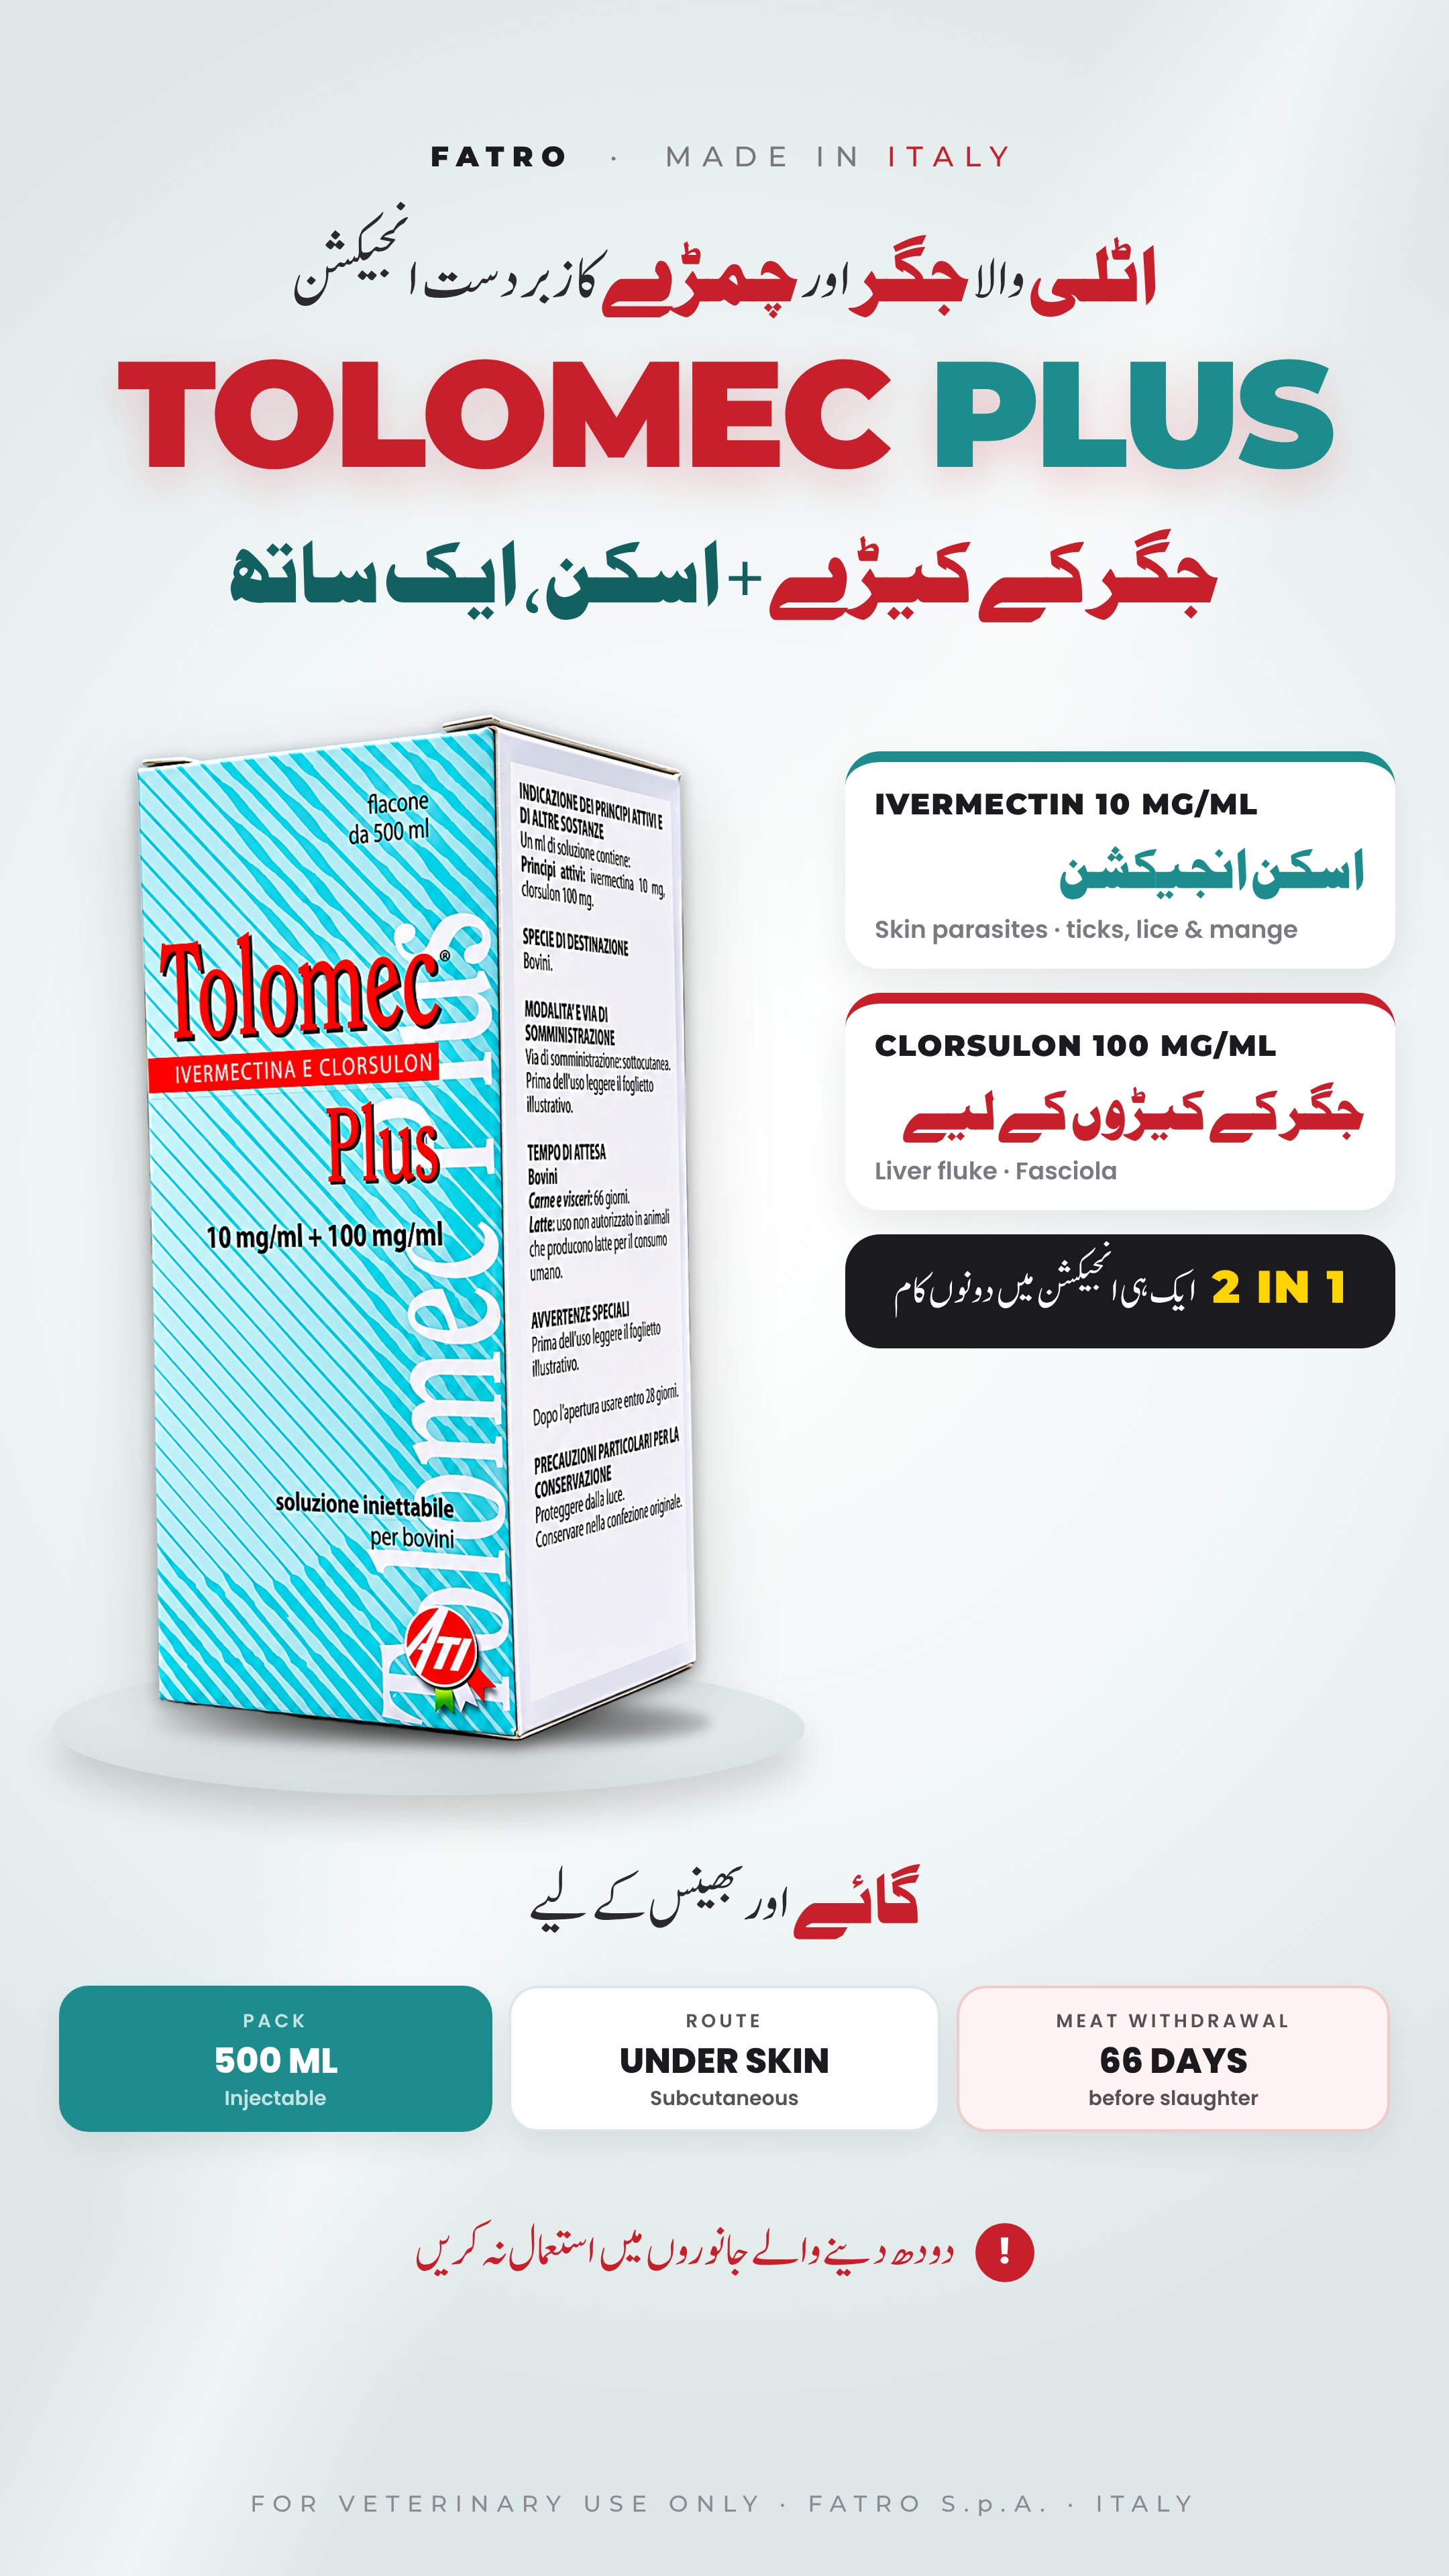 FATRO · MADE IN ITALY
اٹلی والا جگر اور چمڑے کا زبردست انجیکشن
TOLOMEC PLUS
جگر کے کیڑے + اسکن، ایک ساتھ
flacone
da 500 ml
Tolomec®
IVERMECTINA E CLORSULON
Plus
10 mg/ml + 100 mg/ml
soluzione iniettabile
per bovini
ATI
Tolomec Plus
INDICAZIONE DEI PRINCIPI ATTIVI E
DI ALTRE SOSTANZE
Un ml di soluzione contiene:
Principi attivi: ivermectina 10 mg,
clorsulon 100 mg.
SPECIE DI DESTINAZIONE
Bovini.
MODALITA' E VIA DI
SOMMINISTRAZIONE
Via di somministrazione: sottocutanea.
Prima dell'uso leggere il foglietto
illustrativo.
TEMPO DI ATTESA
Bovini
Carne e visceri: 66 giorni.
Latte: uso non autorizzato in animali
che producono latte per il consumo
umano.
AVVERTENZE SPECIALI
Prima dell'uso leggere il foglietto
illustrativo.
Dopo l'apertura usare entro 28 giorni.
PRECAUZIONI PARTICOLARI PER LA
CONSERVAZIONE
Proteggere dalla luce.
Conservare nella confezione originale.
IVERMECTIN 10 MG/ML
اسکن انجیکشن
Skin parasites · ticks, lice & mange
CLORSULON 100 MG/ML
جگر کے کیڑوں کے لیے
Liver fluke · Fasciola
2 IN 1 ایک ہی انجیکشن میں دونوں کام
گائے اور بھینس کے لیے
PACK
500 ML
Injectable
ROUTE
UNDER SKIN
Subcutaneous
MEAT WITHDRAWAL
66 DAYS
before slaughter
! دودھ دینے والے جانوروں میں استعمال نہ کریں
FOR VETERINARY USE ONLY · FATRO S.p.A. · ITALY